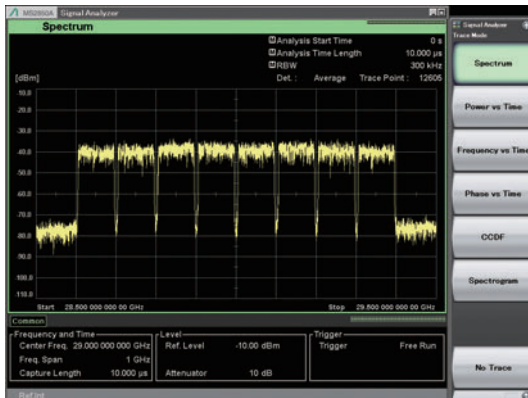 MS2850A Signal Analyzer
Spectrum
Analysis Start Time 0 s
Analysis Time Length 10.000 µs
RBW 300 kHz
Det. : Average Trace Point : 12605
[dBm]
-10.0
-20.0
-30.0
-40.0
-50.0
-60.0
-70.0
-80.0
-90.0
-100.0
-110.0
Start 28.500 000 000 00 GHz Stop 29.500 000 000 00 GHz
Common
Frequency and Time
Center Freq. 29.000 000 000 GHz
Freq. Span 1 GHz
Capture Length 10.000 µs
Level
Ref. Level -10.00 dBm
Attenuator 10 dB
Trigger
Trigger Free Run
Ref.Int
Signal Analyzer
Trace Mode
Spectrum
Power vs Time
Frequency vs Time
Phase vs Time
CCDF
Spectrogram
No Trace